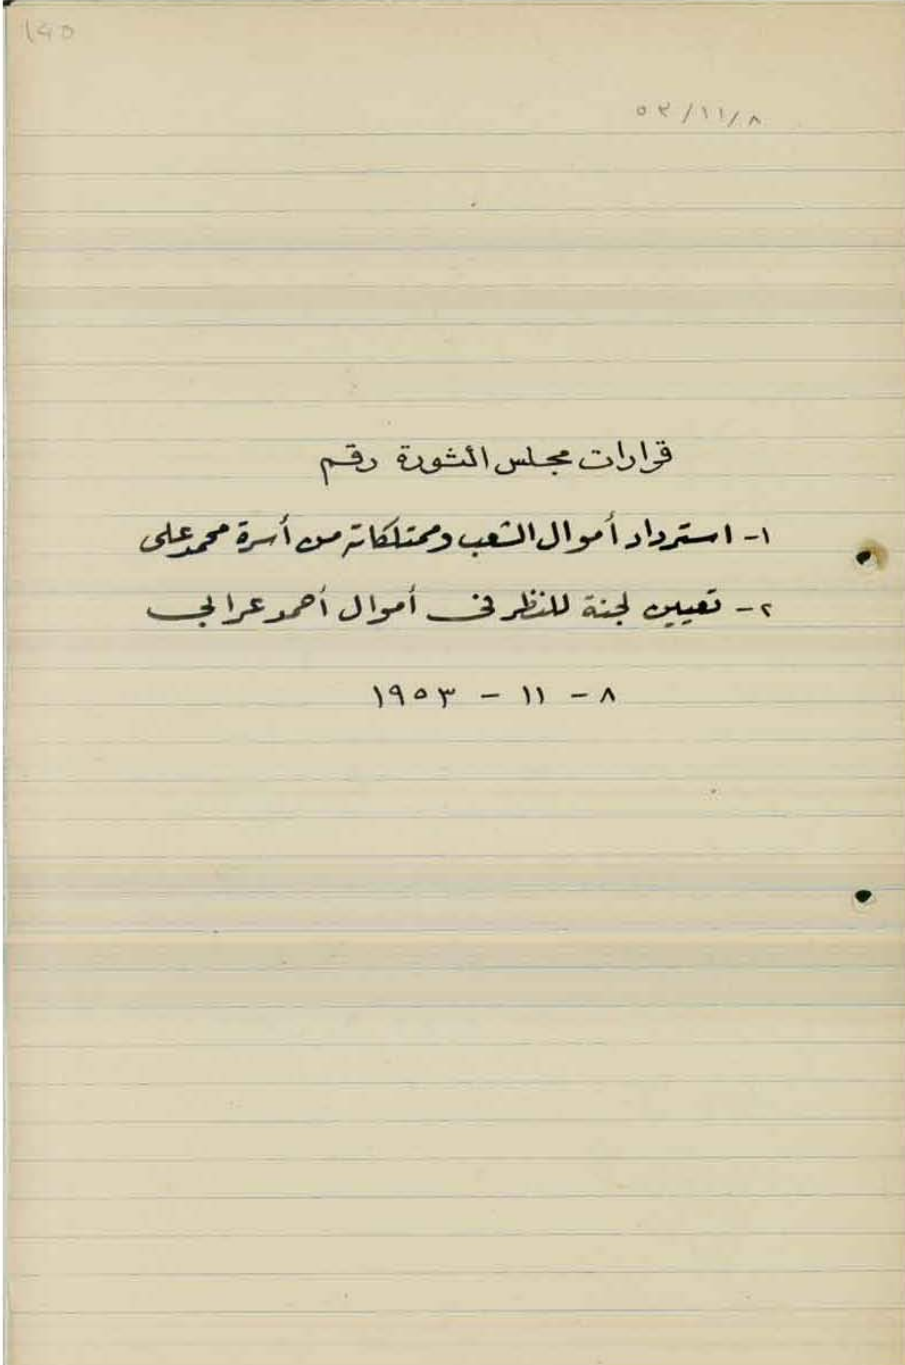 ١٤٥
٥٣/١١/٨
قرارات مجلس الثورة رقم
١- استرداد أموال الشعب وممتلكاته من أسرة محمد على
٢- تعيين لجنة للنظر فى أموال أحمد عرابى
٨ - ١١ - ١٩٥٣